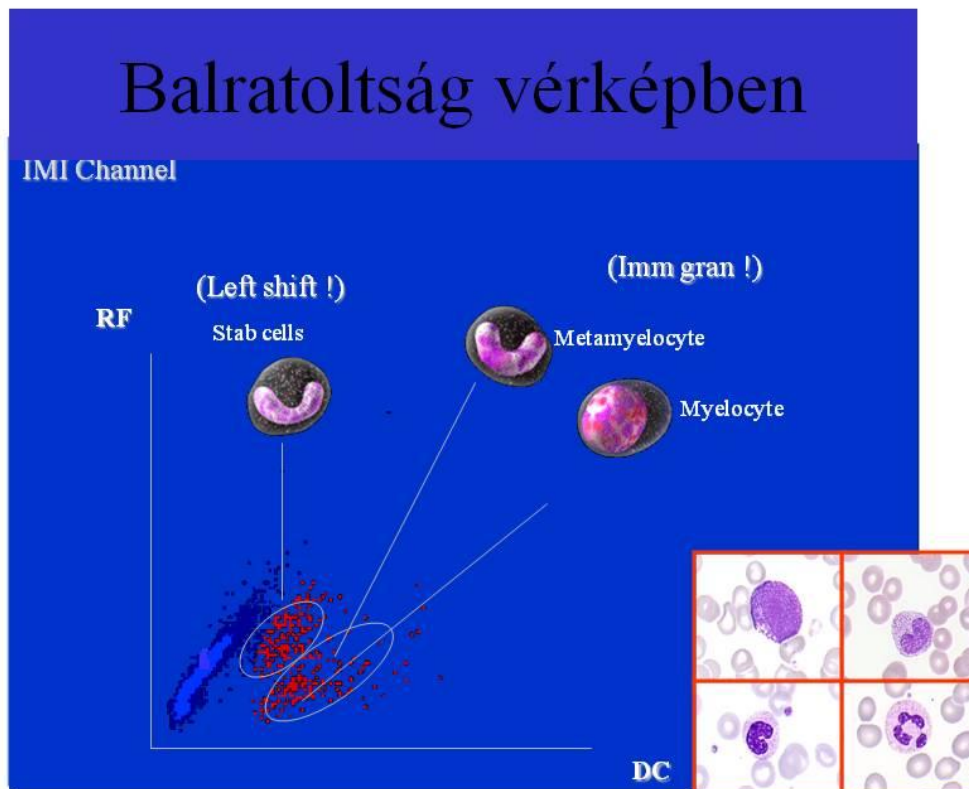 Balratoltság vérképben
IMI Channel
(Left shift !)
(Imm gran !)
RF
Stab cells
Metamyelocyte
Myelocyte
DC